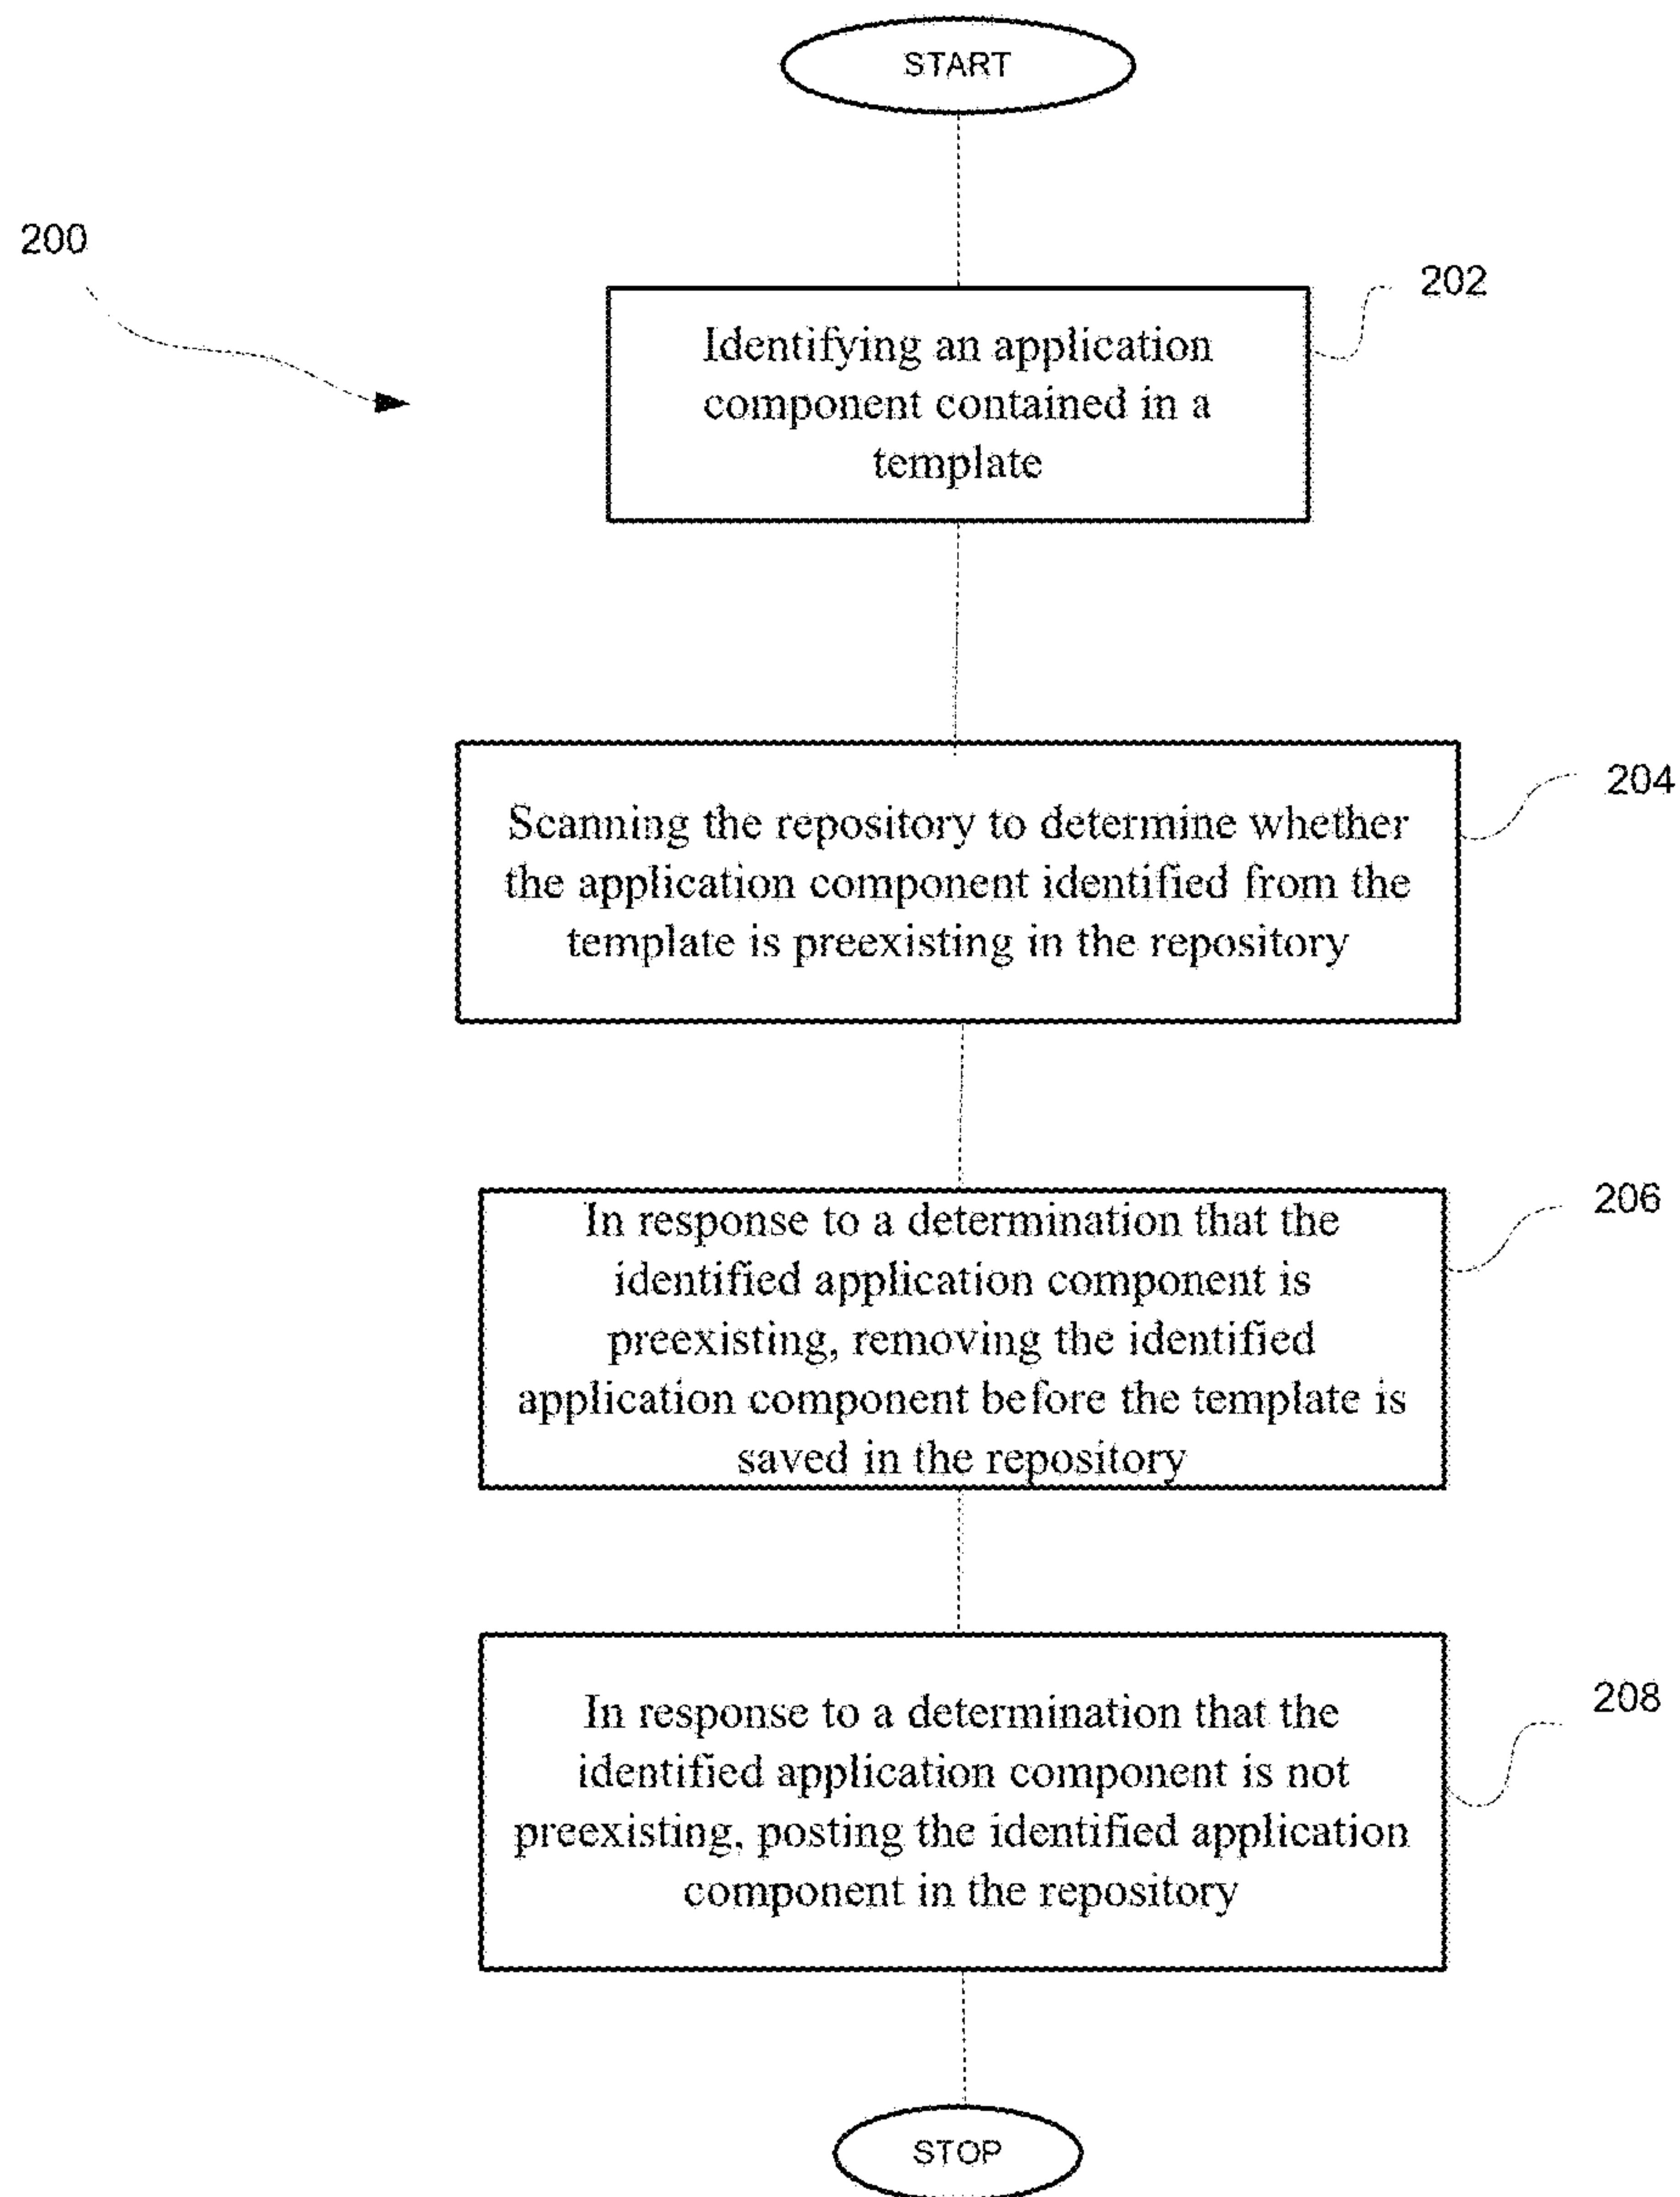 START
200
202
Identifying an application
component contained in a
template
204
Scanning the repository to determine whether
the application component identified from the
template is preexisting in the repository
206
In response to a determination that the
identified application component is
preexisting, removing the identified
application component before the template is
saved in the repository
208
In response to a determination that the
identified application component is not
preexisting, posting the identified application
component in the repository
STOP